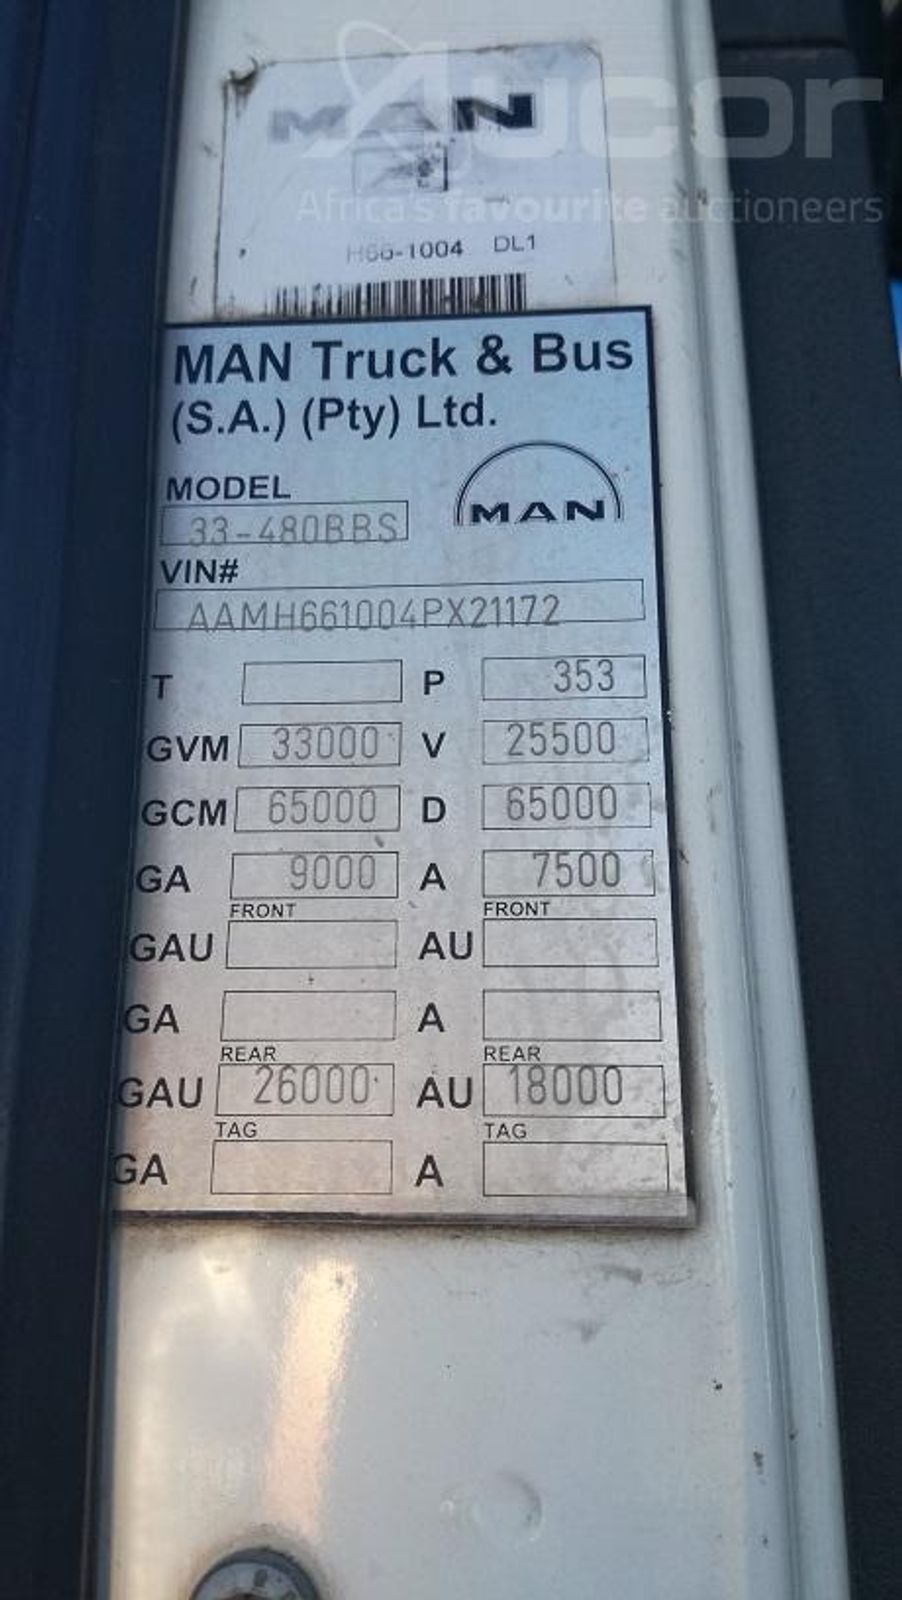 MAN
Aucor
Africa's favourite auctioneers
H66-1004 DL1
MAN Truck & Bus
(S.A.) (Pty) Ltd.
MODEL
33-480BBS
MAN
VIN#
AAMH661004PX21172
T P 353
GVM 33000 V 25500
GCM 65000 D 65000
GA 9000 A 7500
FRONT FRONT
GAU AU
GA A
REAR REAR
GAU 26000 AU 18000
TAG TAG
GA A